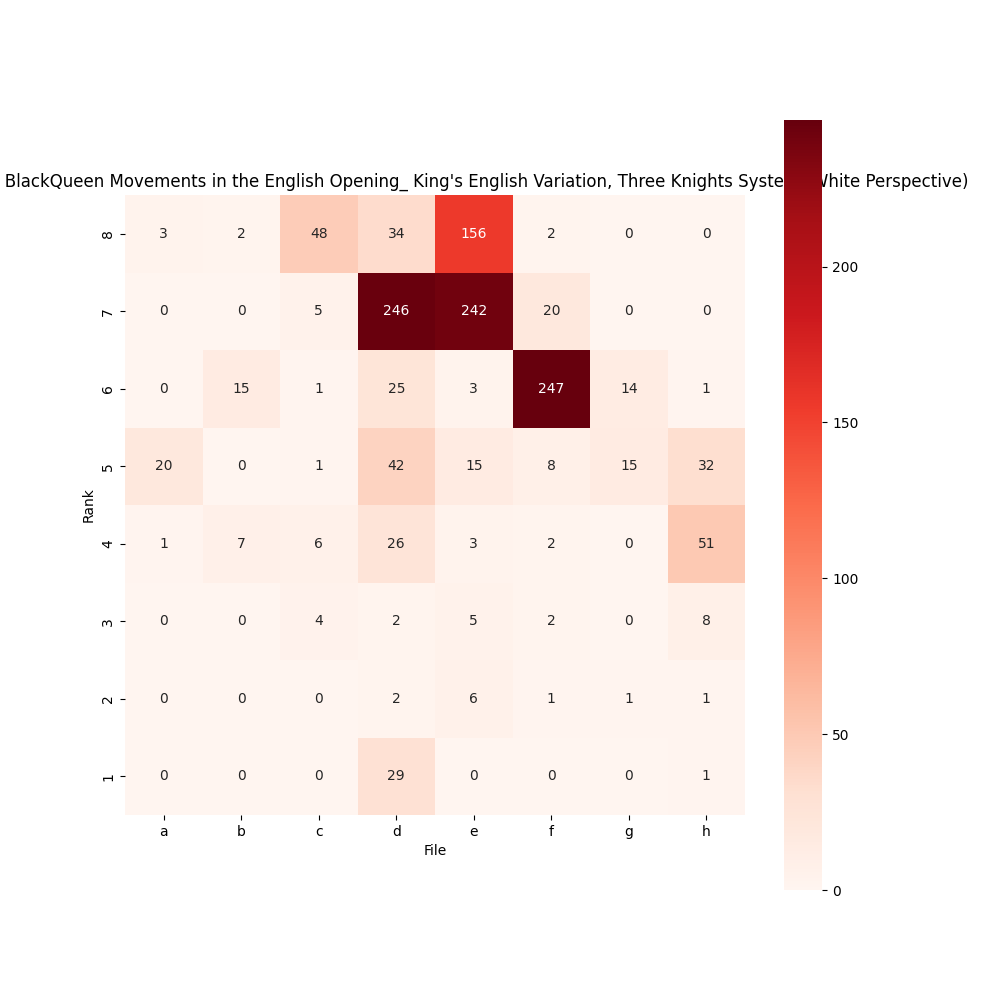 BlackQueen Movements in the English Opening_ King's English Variation, Three Knights Syste White Perspective)
8 3 2 48 34 156 2 0 0
7 0 0 5 246 242 20 0 0
6 0 15 1 25 3 247 14 1
5 20 0 1 42 15 8 15 32
4 1 7 6 26 3 2 0 51
3 0 0 4 2 5 2 0 8
2 0 0 0 2 6 1 1 1
1 0 0 0 29 0 0 0 1
a b c d e f g h
File
Rank
200
150
100
50
0